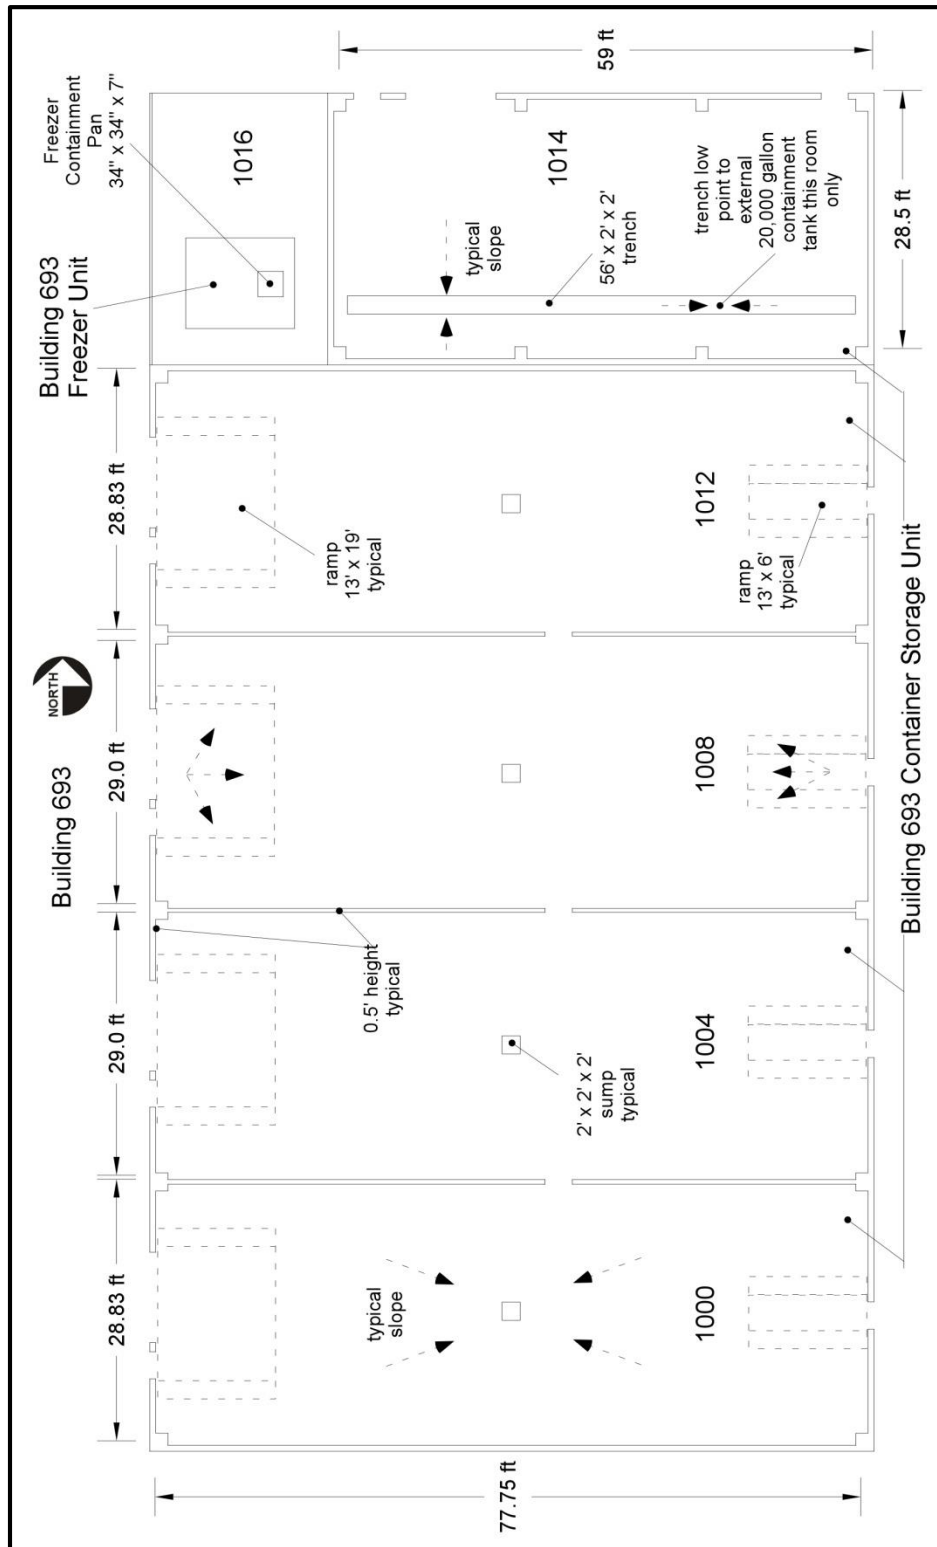 Building 693
NORTH
Building 693
Freezer Unit
Freezer
Containment
Pan
34" x 34" x 7"
28.83 ft
29.0 ft
29.0 ft
28.83 ft
59 ft
77.75 ft
28.5 ft
1016
1014
1012
1008
1004
1000
typical
slope
56' x 2' x 2'
trench
trench low
point to
external
20,000 gallon
containment
tank this room
only
ramp
13' x 19'
typical
ramp
13' x 6'
typical
0.5' height
typical
2' x 2' x 2'
sump
typical
typical
slope
Building 693 Container Storage Unit